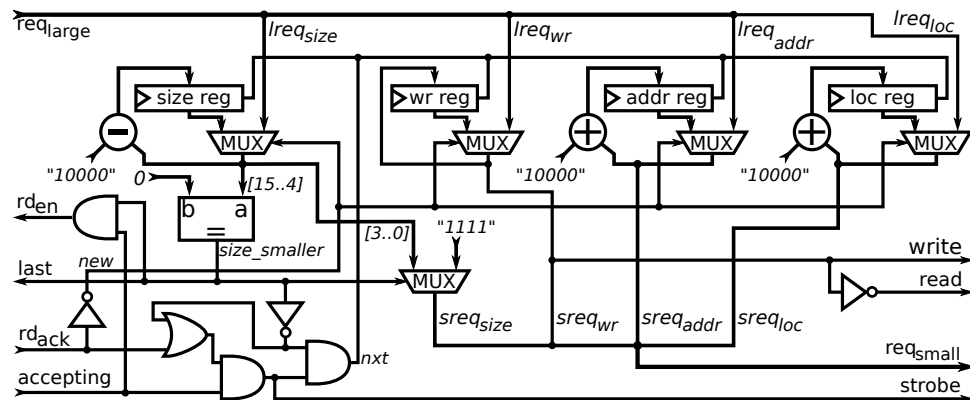 req_large
lreq_size
lreq_wr
lreq_addr
lreq_loc
size reg
wr reg
addr reg
loc reg
−
+
+
MUX
MUX
MUX
MUX
"10000"
0
[15..4]
"10000"
"10000"
rd_en
b a
=
size_smaller
[3..0]
"1111"
write
last
new
MUX
read
sreq_size
sreq_wr
sreq_addr
sreq_loc
rd_ack
nxt
req_small
accepting
strobe